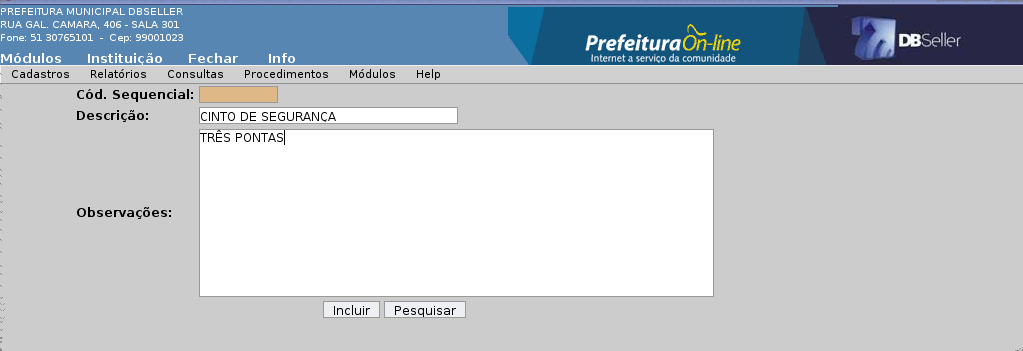 PREFEITURA MUNICIPAL DBSELLER
RUA GAL. CAMARA, 406 - SALA 301
Fone: 51 30765101 - Cep: 99001023
PrefeituraOn-line
Internet a serviço da comunidade
DBSeller
Módulos Instituição Fechar Info
Cadastros Relatórios Consultas Procedimentos Módulos Help
Cód. Sequencial:
Descrição: CINTO DE SEGURANÇA
TRÊS PONTAS
Observações:
Incluir Pesquisar